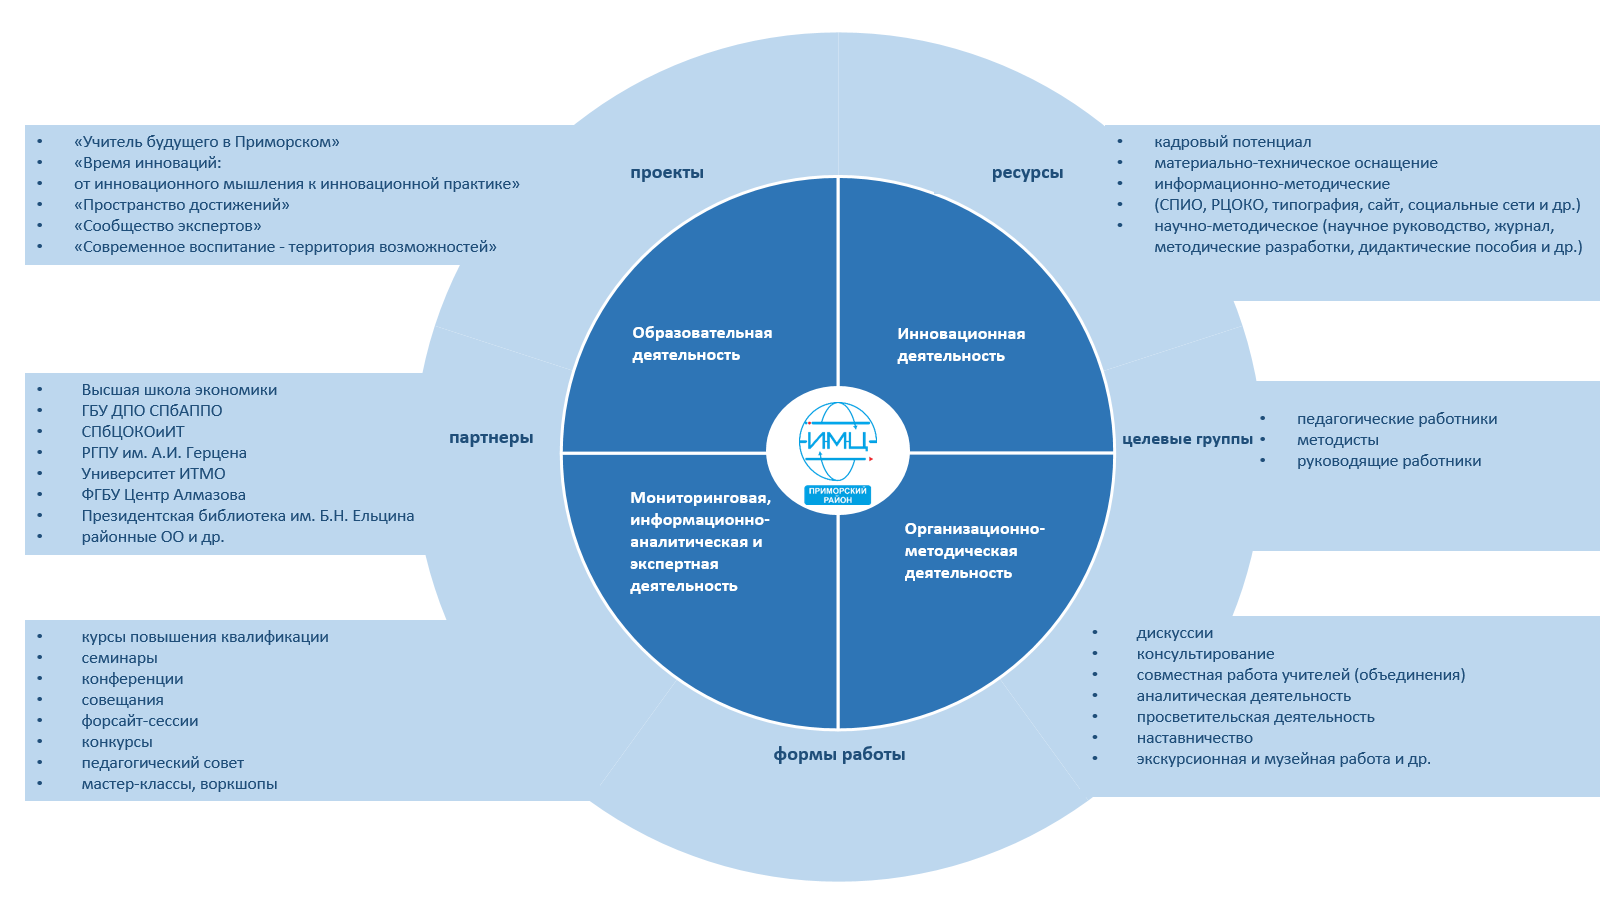 проекты
• «Учитель будущего в Приморском»
• «Время инноваций:
• от инновационного мышления к инновационной практике»
• «Пространство достижений»
• «Сообщество экспертов»
• «Современное воспитание - территория возможностей»
ресурсы
• кадровый потенциал
• материально-техническое оснащение
• информационно-методические
• (СПИО, РЦОКО, типография, сайт, социальные сети и др.)
• научно-методическое (научное руководство, журнал,
методические разработки, дидактические пособия и др.)
Образовательная
деятельность
Инновационная
деятельность
партнеры
• Высшая школа экономики
• ГБУ ДПО СПбАППО
• СПбЦОКОиИТ
• РГПУ им. А.И. Герцена
• Университет ИТМО
• ФГБУ Центр Алмазова
• Президентская библиотека им. Б.Н. Ельцина
• районные ОО и др.
ИМЦ
ПРИМОРСКИЙ
РАЙОН
целевые группы
• педагогические работники
• методисты
• руководящие работники
Мониторинговая,
информационно-
аналитическая и
экспертная
деятельность
Организационно-
методическая
деятельность
формы работы
• курсы повышения квалификации
• семинары
• конференции
• совещания
• форсайт-сессии
• конкурсы
• педагогический совет
• мастер-классы, воркшопы
• дискуссии
• консультирование
• совместная работа учителей (объединения)
• аналитическая деятельность
• просветительская деятельность
• наставничество
• экскурсионная и музейная работа и др.